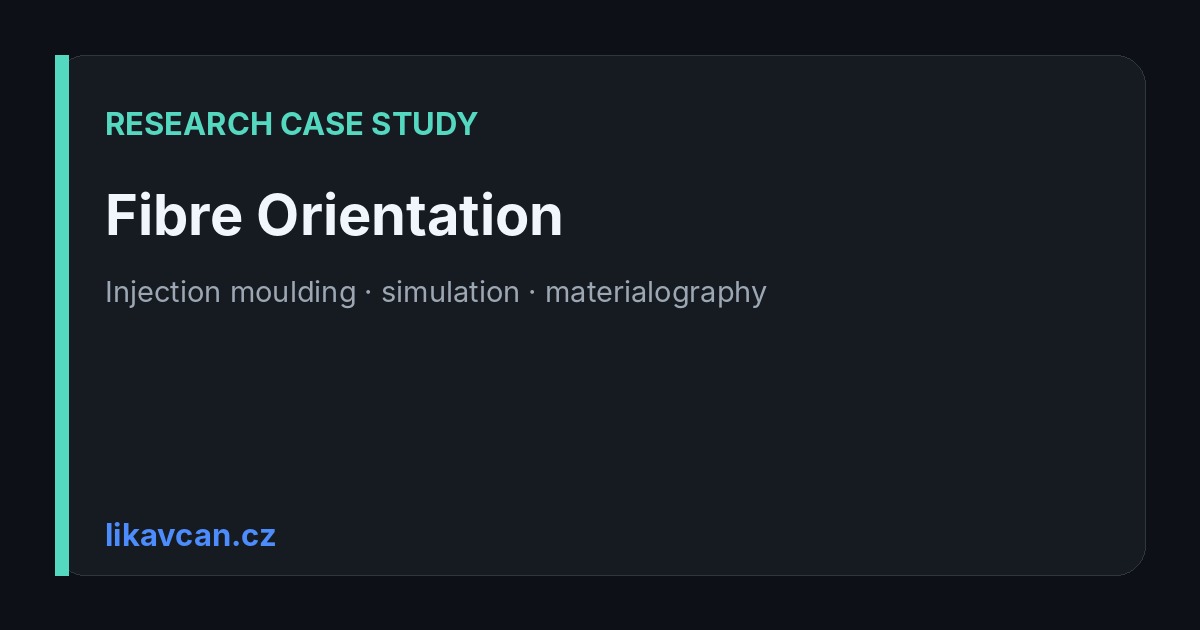 RESEARCH CASE STUDY
Fibre Orientation
Injection moulding · simulation · materialography
likavcan.cz